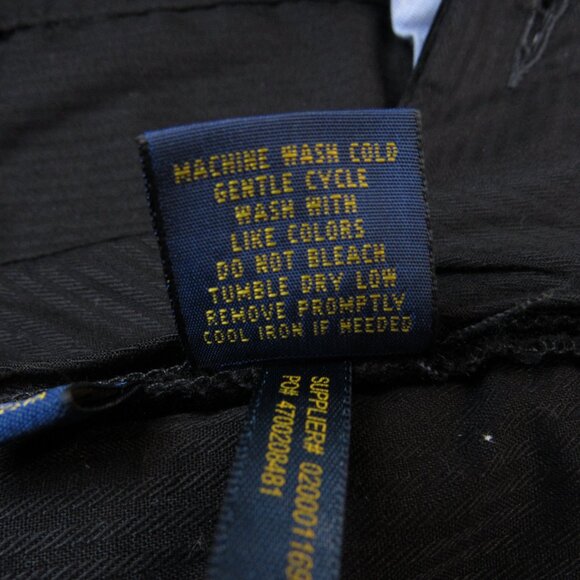 MACHINE WASH COLD
GENTLE CYCLE
WASH WITH
LIKE COLORS
DO NOT BLEACH
TUMBLE DRY LOW
REMOVE PROMPTLY
COOL IRON IF NEEDED
SUPPLIER# 0200001169
PO# 4700208481